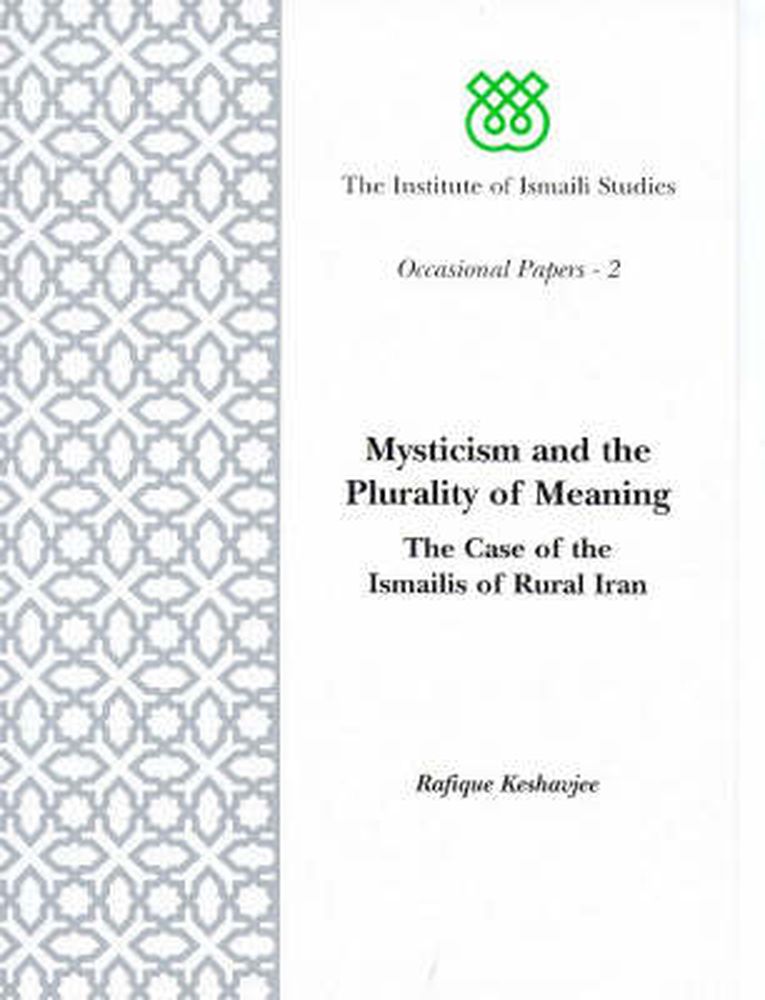 The Institute of Ismaili Studies
Occasional Papers - 2
Mysticism and the
Plurality of Meaning
The Case of the
Ismailis of Rural Iran
Rafique Keshavjee